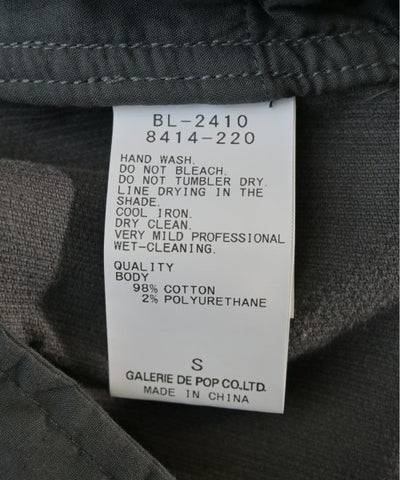 BL-2410
8414-220
HAND WASH.
DO NOT BLEACH.
DO NOT TUMBLER DRY.
LINE DRYING IN THE
SHADE.
COOL IRON.
DRY CLEAN.
VERY MILD PROFESSIONAL
WET-CLEANING.
QUALITY
BODY
98% COTTON
2% POLYURETHANE
S
GALERIE DE POP CO.,LTD.
MADE IN CHINA